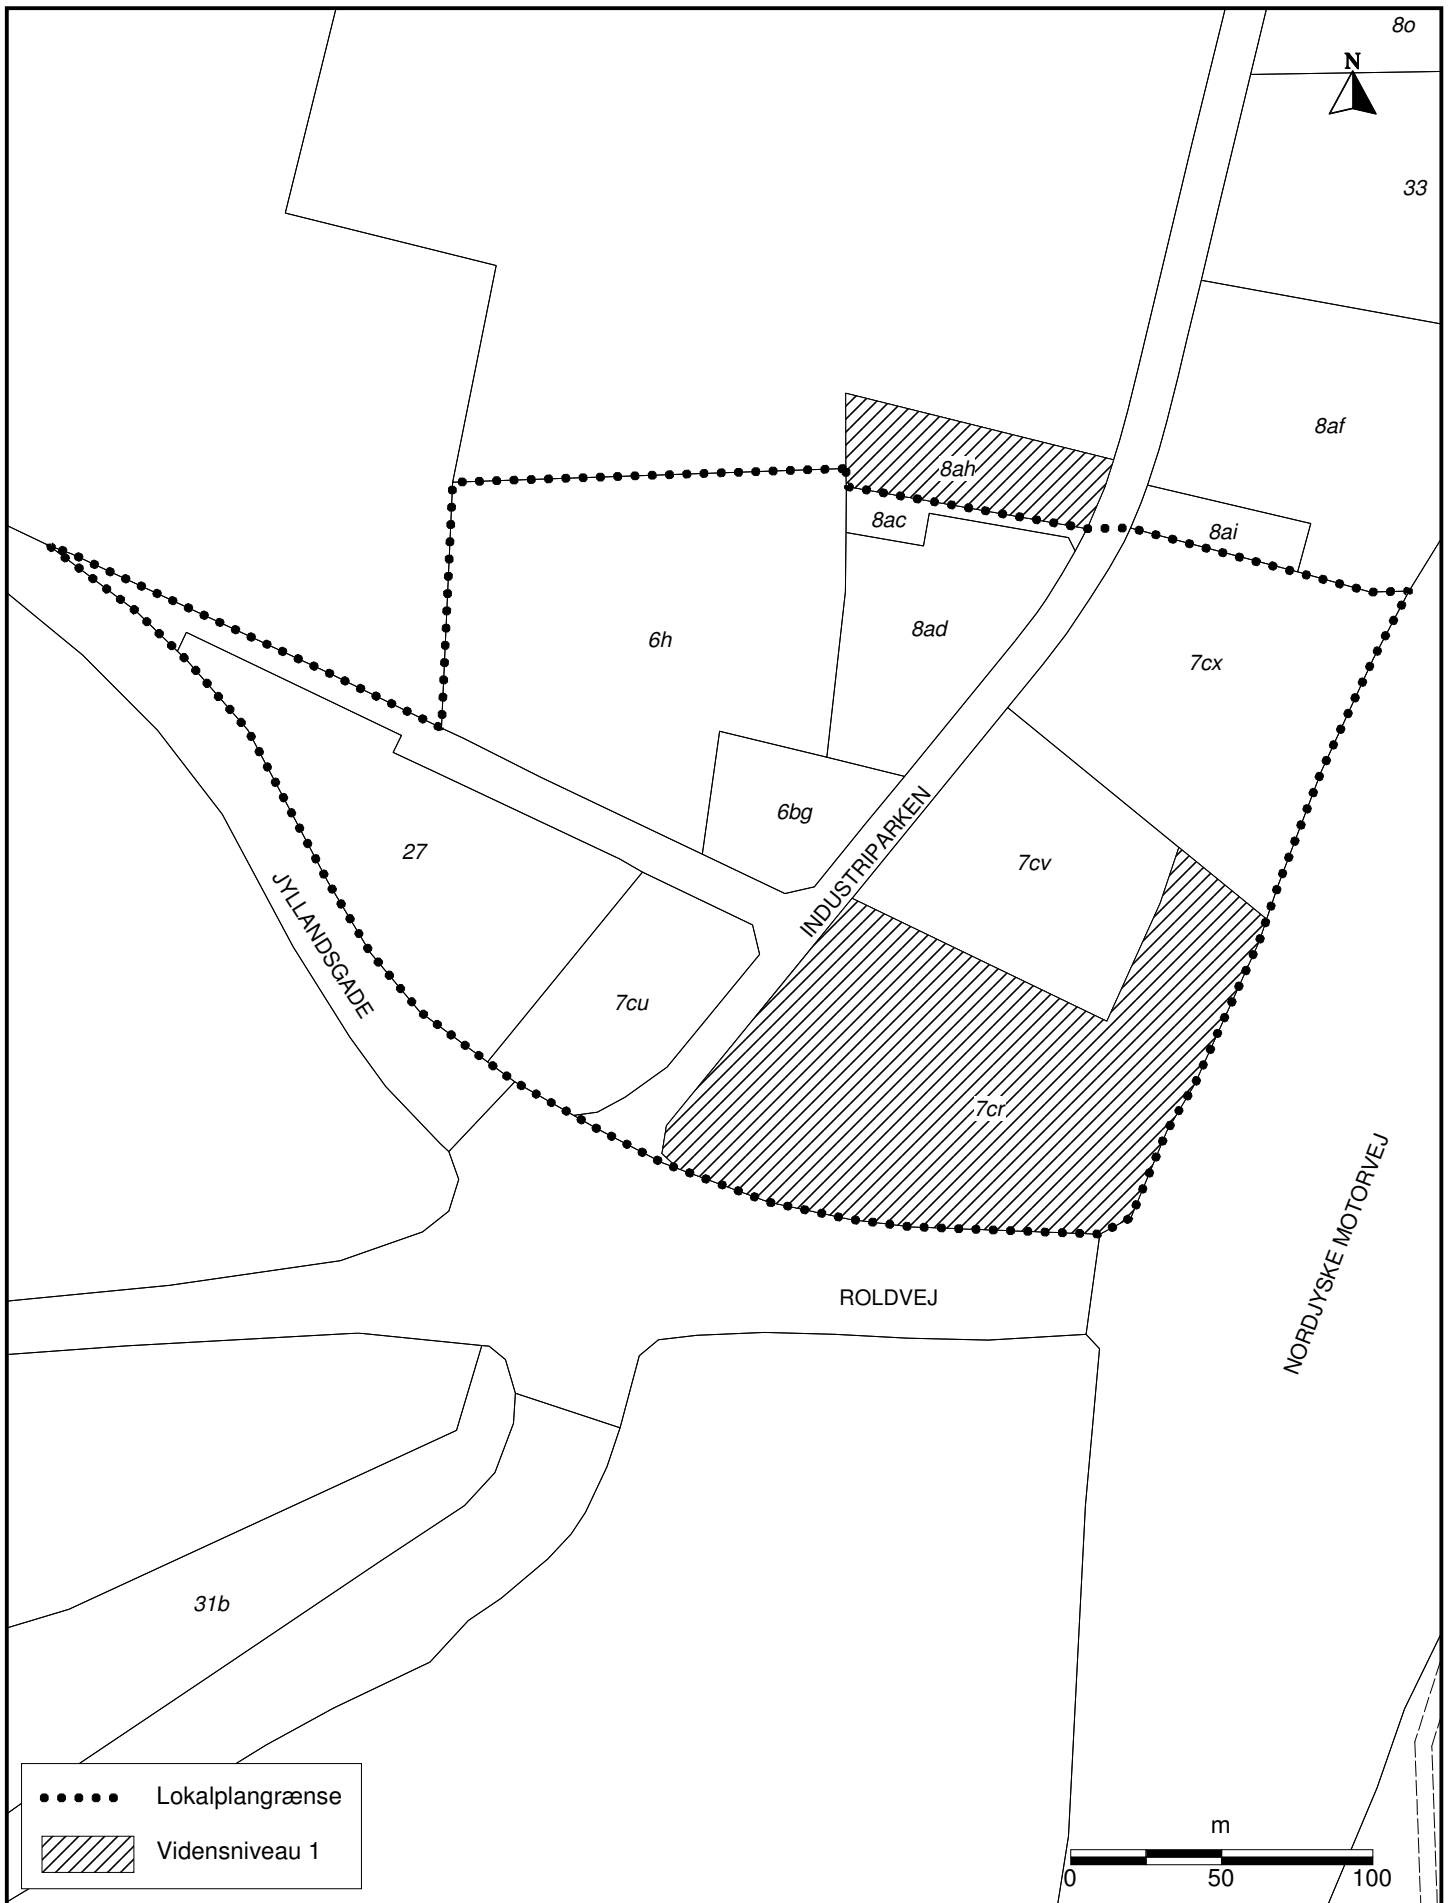 8o
N
33
8af
8ah
8ac
8ai
6h
8ad
7cx
6bg
INDUSTRIPARKEN
7cv
27
JYLLANDSGADE
7cu
7cr
NORDJYSKE MOTORVEJ
ROLDVEJ
31b
Lokalplangrænse
Vidensniveau 1
m
0 50 100